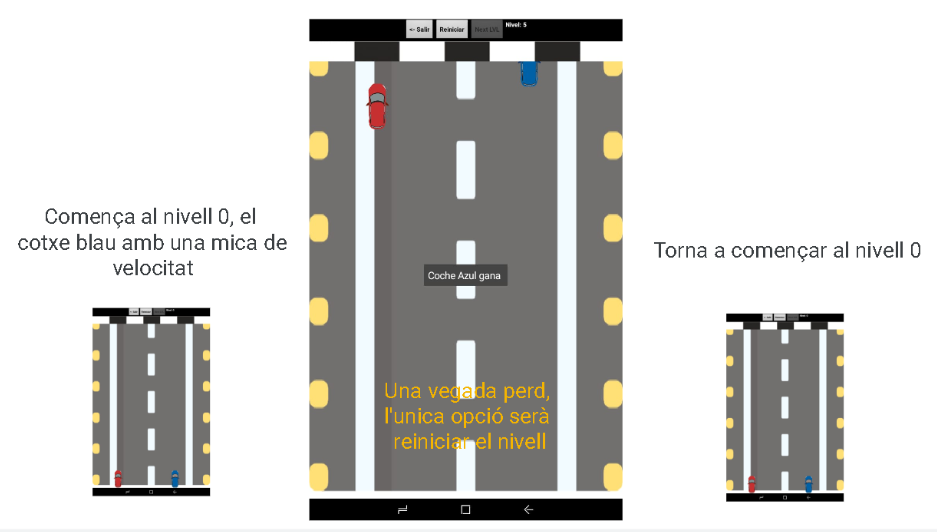 <- Salir
Reiniciar
Next LVL
Nivel: 5
Comença al nivell 0, el
cotxe blau amb una mica de
velocitat
Coche Azul gana
Una vegada perd,
l'unica opció serà
reiniciar el nivell
Torna a començar al nivell 0